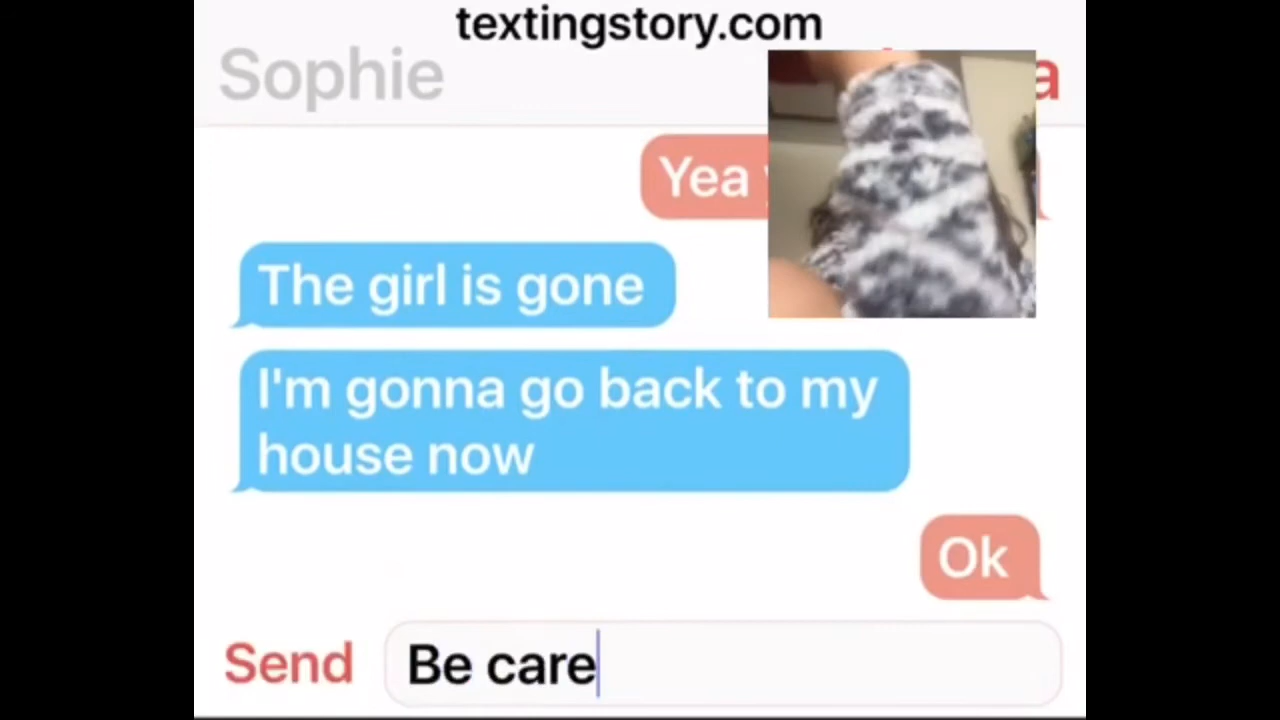 textingstory.com
Sophie
Yea
The girl is gone
I'm gonna go back to my
house now
Ok
Send
Be care